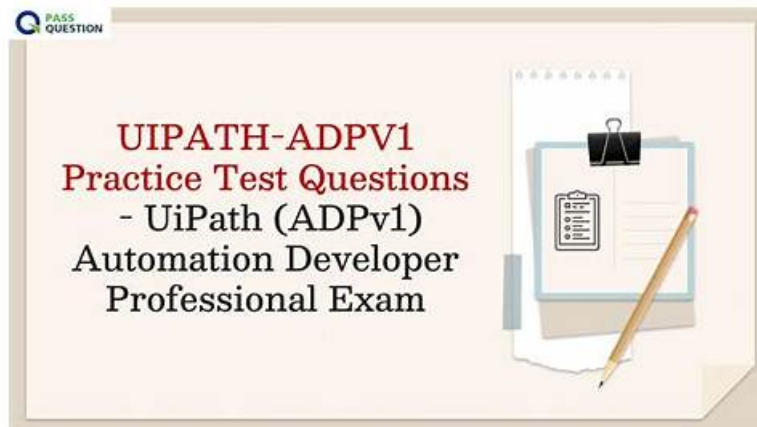 PASS
QUESTION
UIPATH-ADPV1
Practice Test Questions
- UiPath (ADPv1)
Automation Developer
Professional Exam